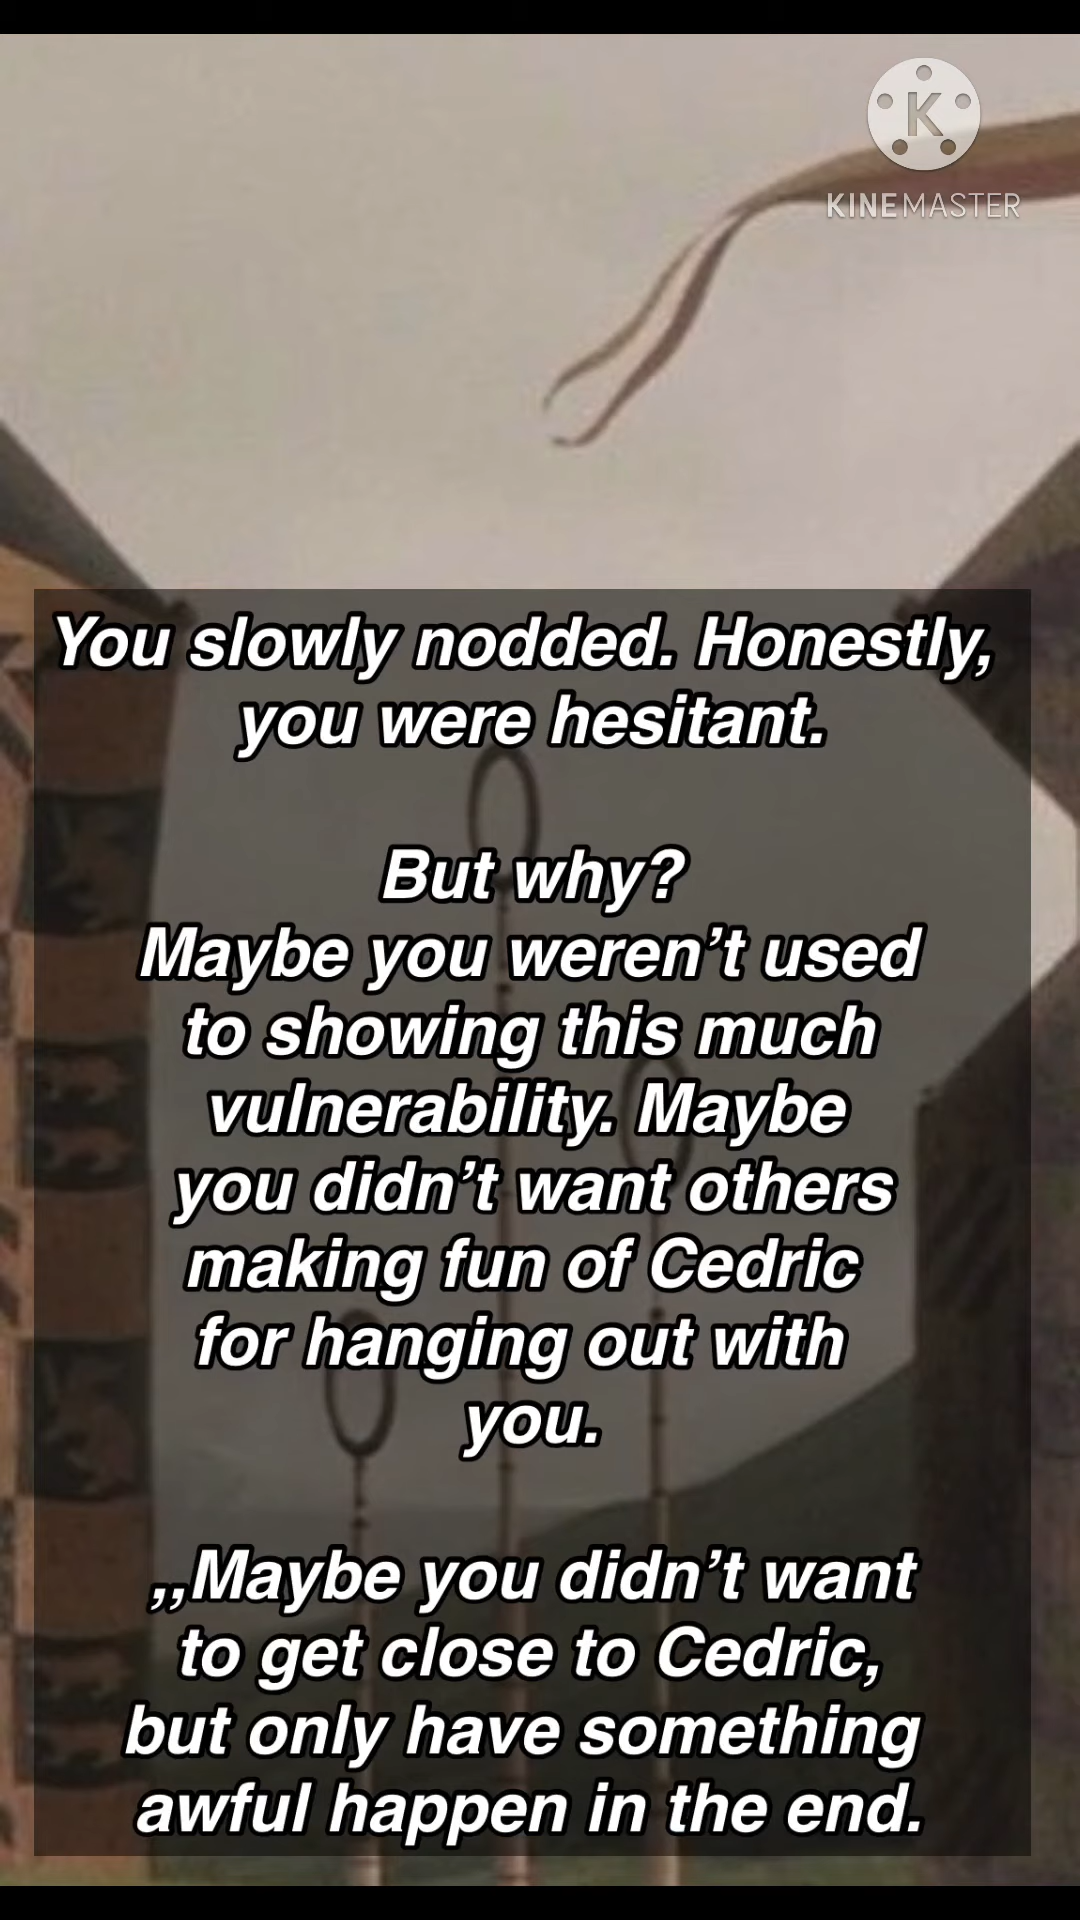 K
KINEMASTER
You slowly nodded. Honestly,
you were hesitant.
But why?
Maybe you weren’t used
to showing this much
vulnerability. Maybe
you didn’t want others
making fun of Cedric
for hanging out with
you.
,,Maybe you didn’t want
to get close to Cedric,
but only have something
awful happen in the end.